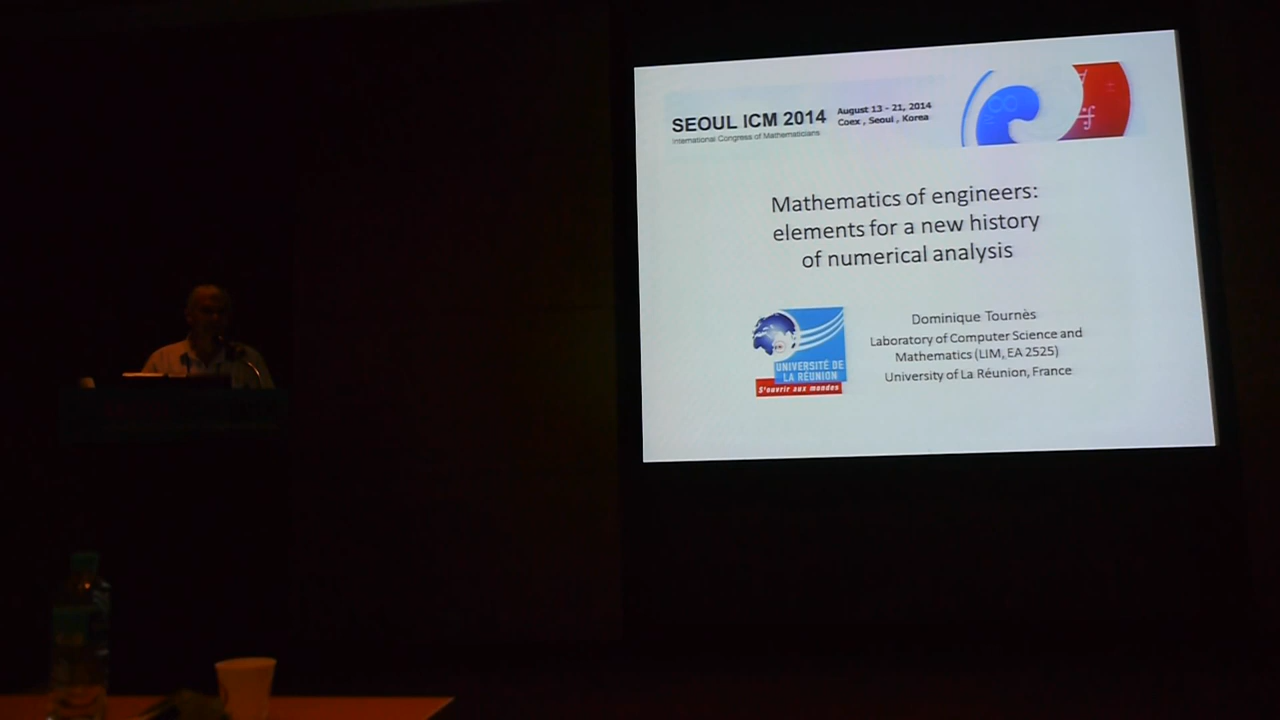 SEOUL ICM 2014
International Congress of Mathematicians
August 13 - 21, 2014
Coex , Seoul , Korea
Mathematics of engineers:
elements for a new history
of numerical analysis
UNIVERSITÉ DE
LA RÉUNION
S'ouvrir aux mondes
Dominique Tournès
Laboratory of Computer Science and
Mathematics (LIM, EA 2525)
University of La Réunion, France